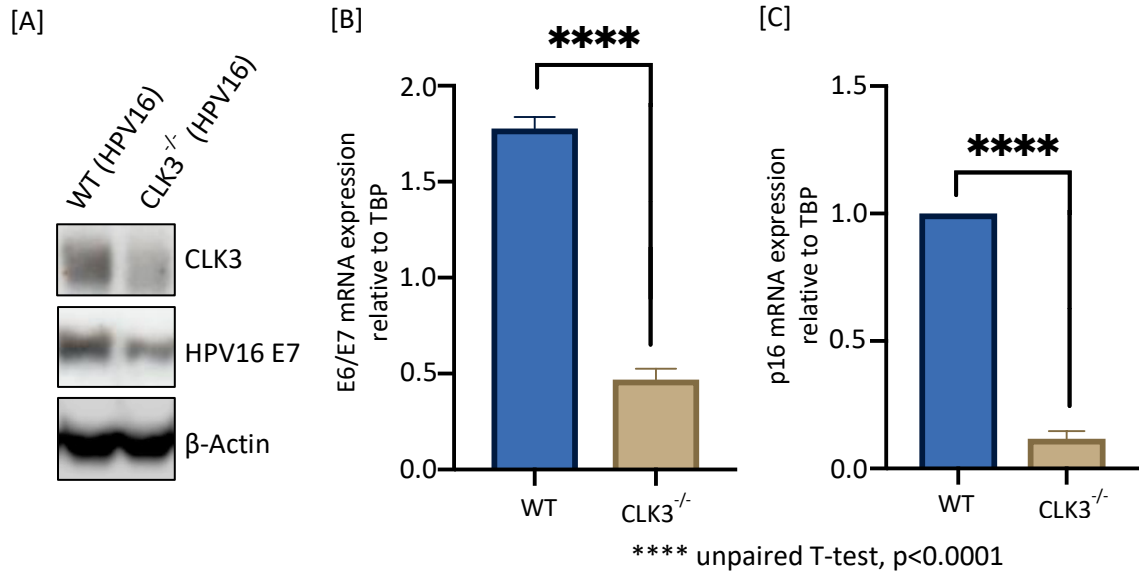 [A]
WT (HPV16)
CLK3-/- (HPV16)
CLK3
HPV16 E7
β-Actin
[B]
****
E6/E7 mRNA expression
relative to TBP
2.0
1.5
1.0
0.5
0.0
WT
CLK3-/-
[C]
****
p16 mRNA expression
relative to TBP
1.5
1.0
0.5
0.0
WT
CLK3-/-
**** unpaired T-test, p<0.0001